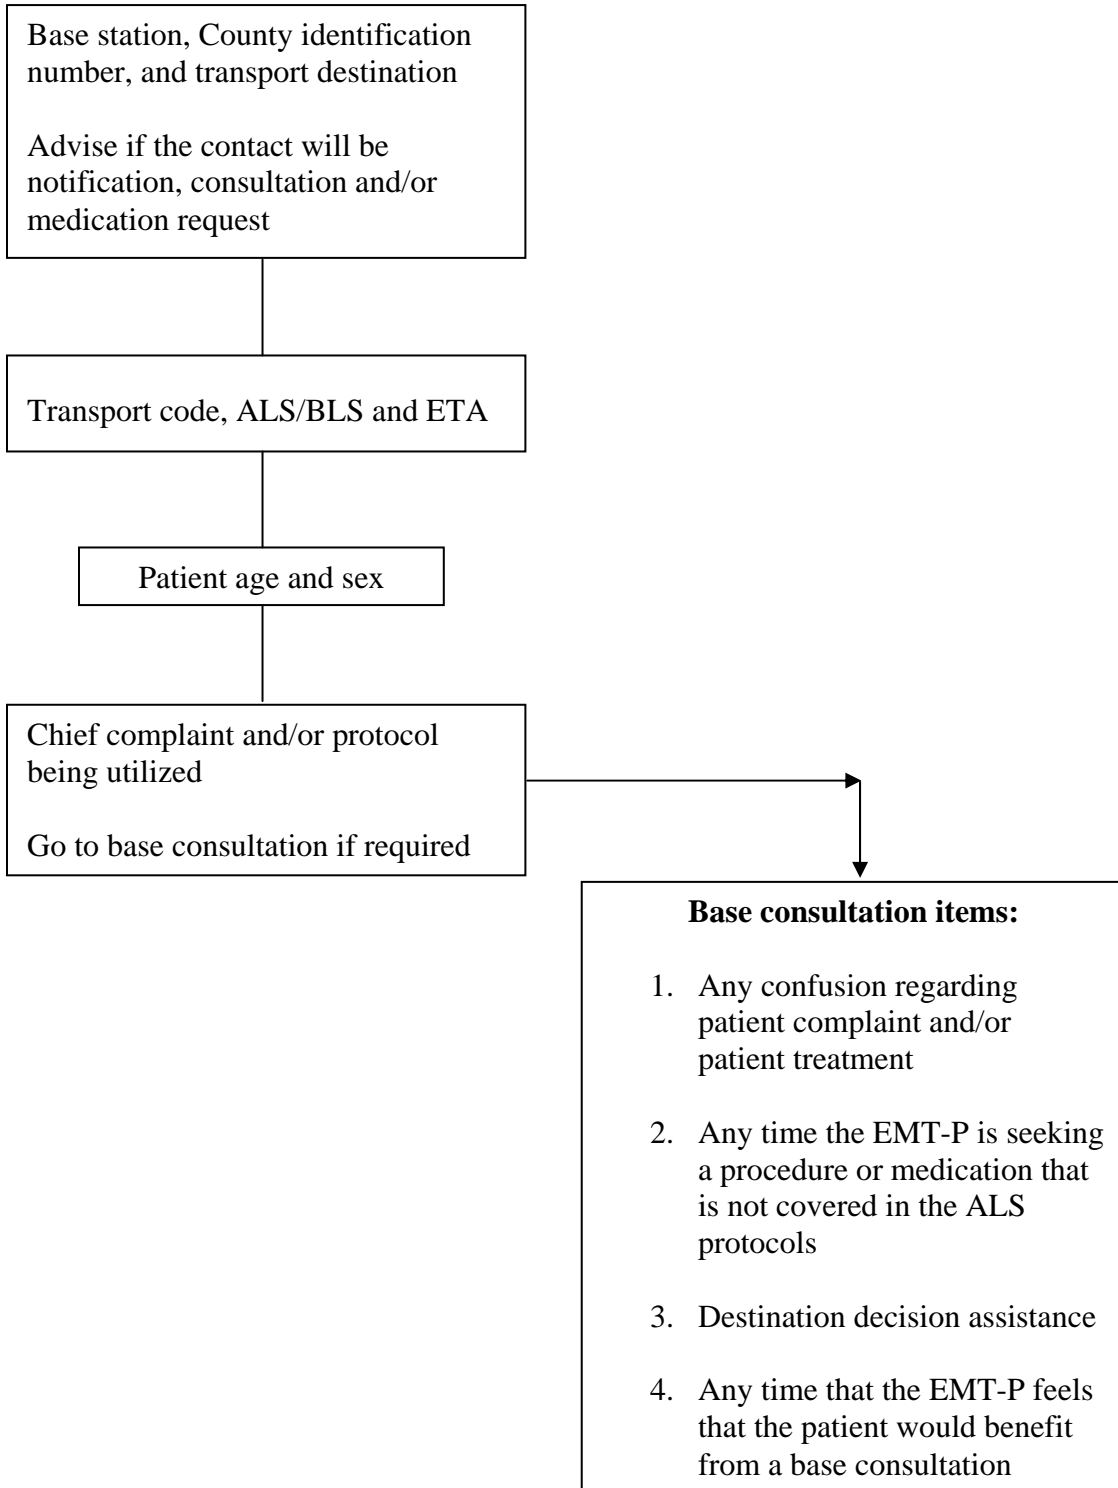 Base station, County identification
number, and transport destination
Advise if the contact will be
notification, consultation and/or
medication request
Transport code, ALS/BLS and ETA
Patient age and sex
Chief complaint and/or protocol
being utilized
Go to base consultation if required
Base consultation items:
1. Any confusion regarding
patient complaint and/or
patient treatment
2. Any time the EMT-P is seeking
a procedure or medication that
is not covered in the ALS
protocols
3. Destination decision assistance
4. Any time that the EMT-P feels
that the patient would benefit
from a base consultation